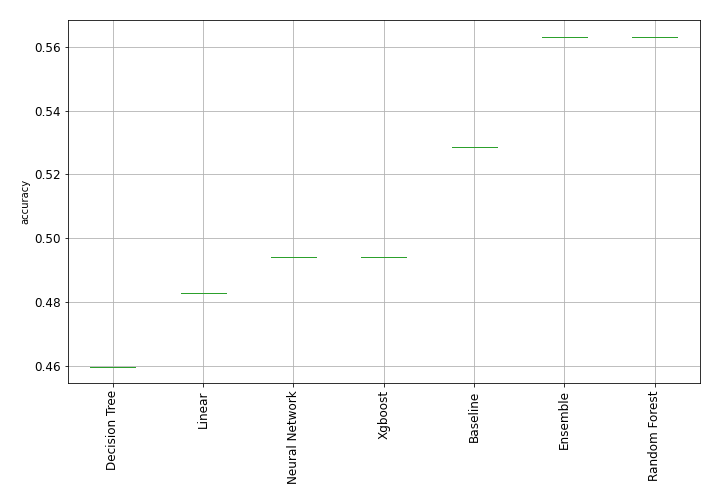 0.56
0.54
0.52
0.50
0.48
0.46
accuracy
Decision Tree
Linear
Neural Network
Xgboost
Baseline
Ensemble
Random Forest